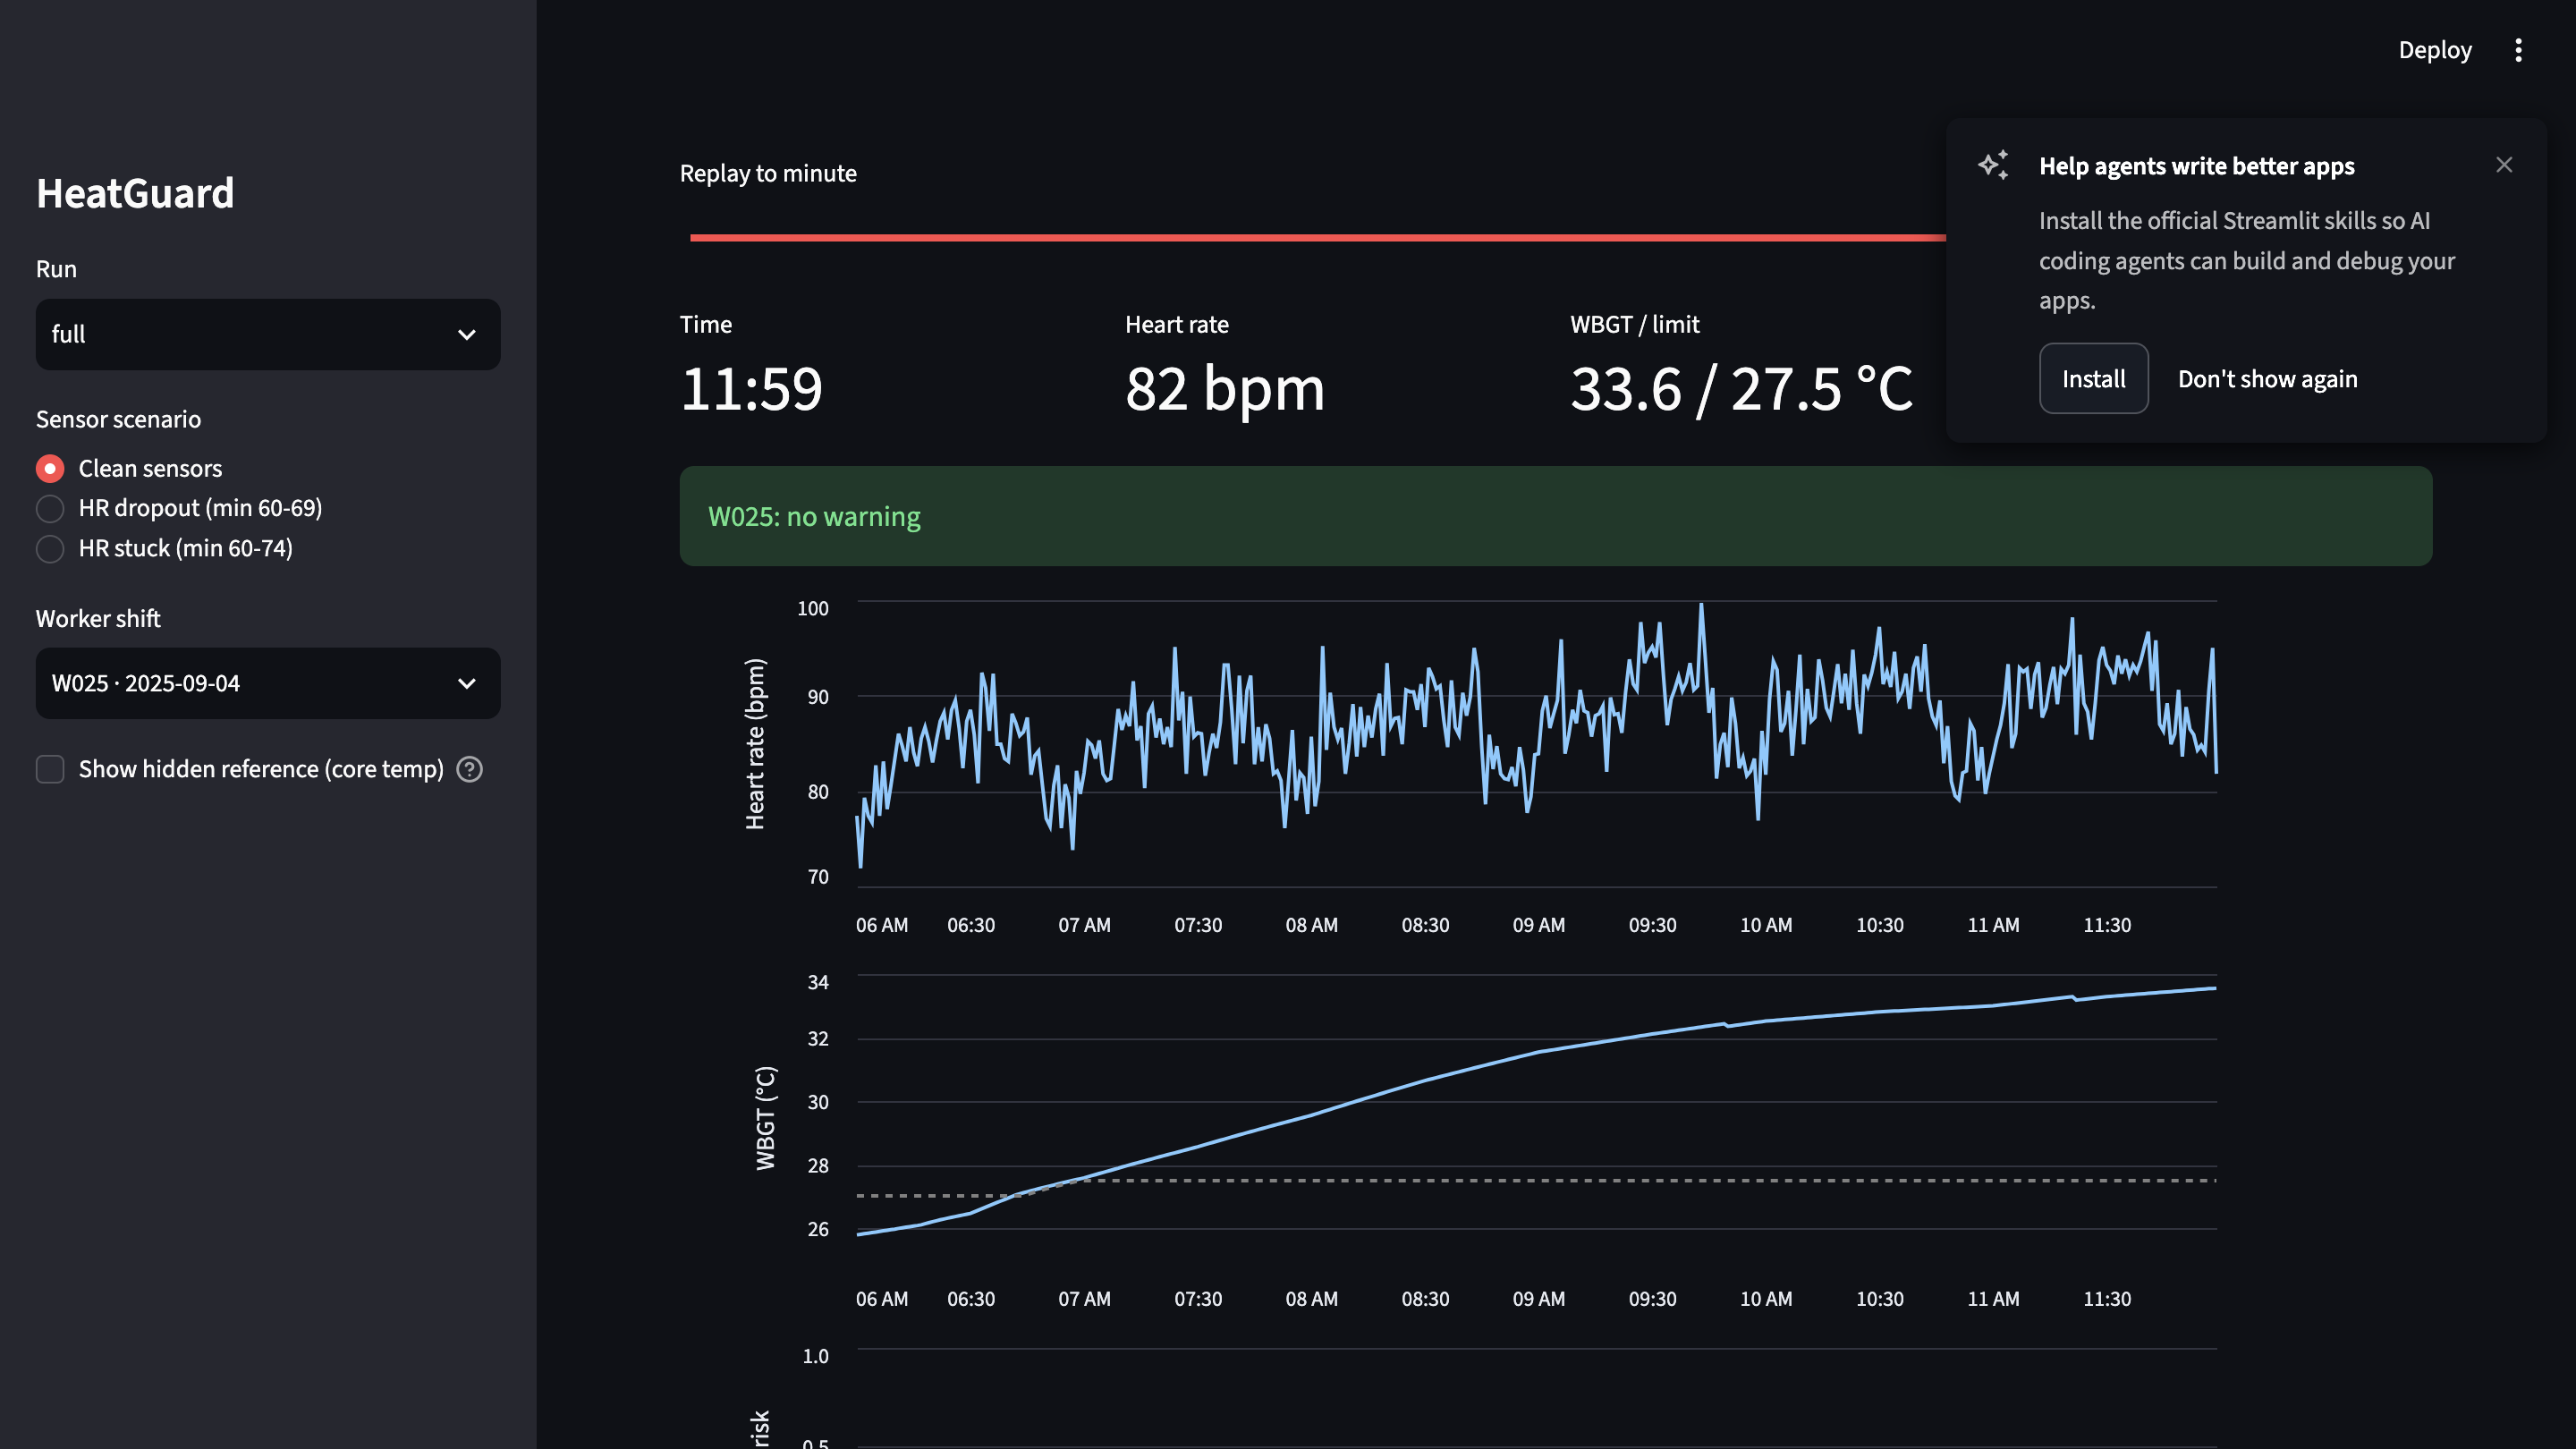 Deploy
HeatGuard
Run
full
Sensor scenario
Clean sensors
HR dropout (min 60-69)
HR stuck (min 60-74)
Worker shift
W025 · 2025-09-04
Show hidden reference (core temp)
Replay to minute
Help agents write better apps
Install the official Streamlit skills so AI
coding agents can build and debug your
apps.
Install
Don't show again
Time
11:59
Heart rate
82 bpm
WBGT / limit
33.6 / 27.5 °C
W025: no warning
Heart rate (bpm)
100
90
80
70
06 AM 06:30 07 AM 07:30 08 AM 08:30 09 AM 09:30 10 AM 10:30 11 AM 11:30
WBGT (°C)
34
32
30
28
26
06 AM 06:30 07 AM 07:30 08 AM 08:30 09 AM 09:30 10 AM 10:30 11 AM 11:30
risk
1.0
0.5